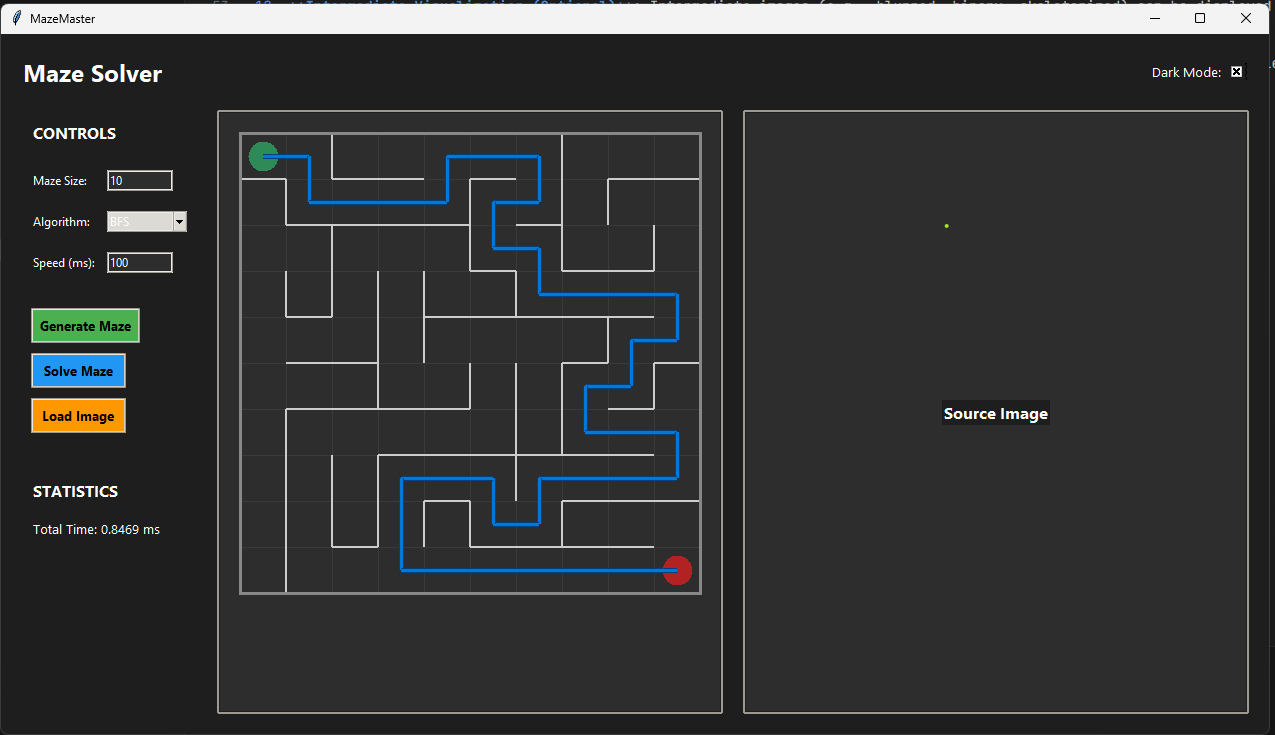 MazeMaster
Maze Solver
Dark Mode:
CONTROLS
Maze Size: 10
Algorithm: BFS
Speed (ms): 100
Generate Maze
Solve Maze
Load Image
STATISTICS
Total Time: 0.8469 ms
Source Image